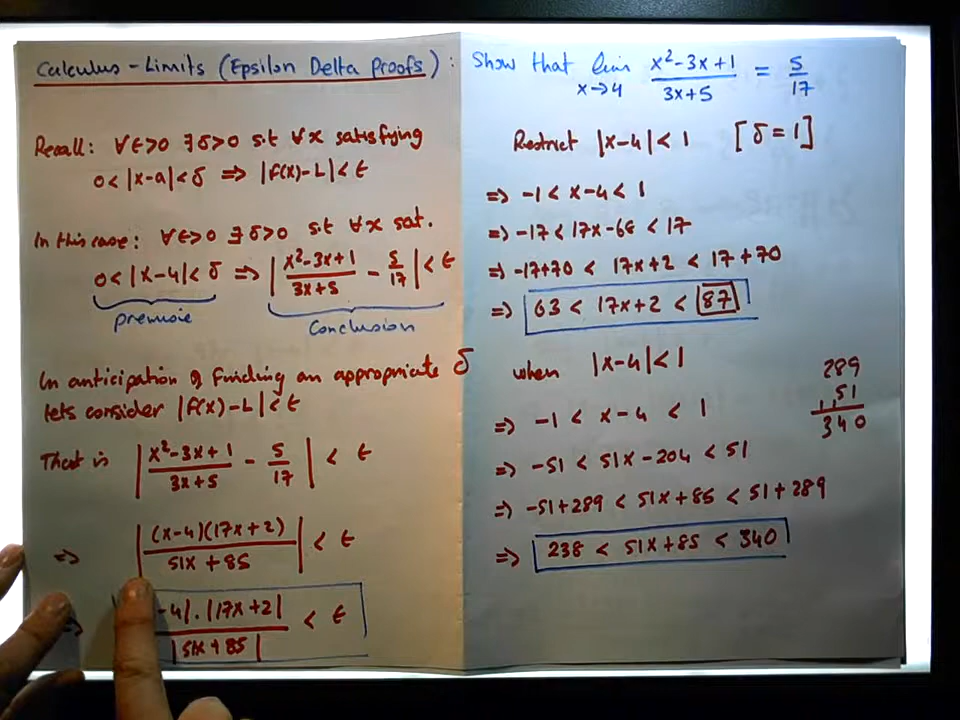 Calculus - Limits (Epsilon Delta Proofs) :
Recall: ∀ε>0 ∃δ>0 s.t ∀x satisfying
0<|x-a|<δ ⇒ |f(x)-L|<ε
In this case: ∀ε>0 ∃δ>0 s.t ∀x sat.
0<|x-4|<δ ⇒ |(x²-3x+1)/(3x+5) - 5/17|<ε
premise
Conclusion
In anticipation of finding an appropriate δ
lets consider |f(x)-L|<ε
That is |(x²-3x+1)/(3x+5) - 5/17| < ε
⇒ |(x-4)(17x+2)/(51x+85)| < ε
⇒ -4|.|17x+2|/|51x+85| < ε
Show that lim x→4 (x²-3x+1)/(3x+5) = 5/17
Restrict |x-4|<1 [δ=1]
⇒ -1 < x-4 < 1
⇒ -17 < 17x-68 < 17
⇒ -17+70 < 17x+2 < 17+70
⇒ 63 < 17x+2 < 87
when |x-4|<1
⇒ -1 < x-4 < 1
⇒ -51 < 51x-204 < 51
⇒ -51+289 < 51x+85 < 51+289
⇒ 238 < 51x+85 < 340
289
51
340